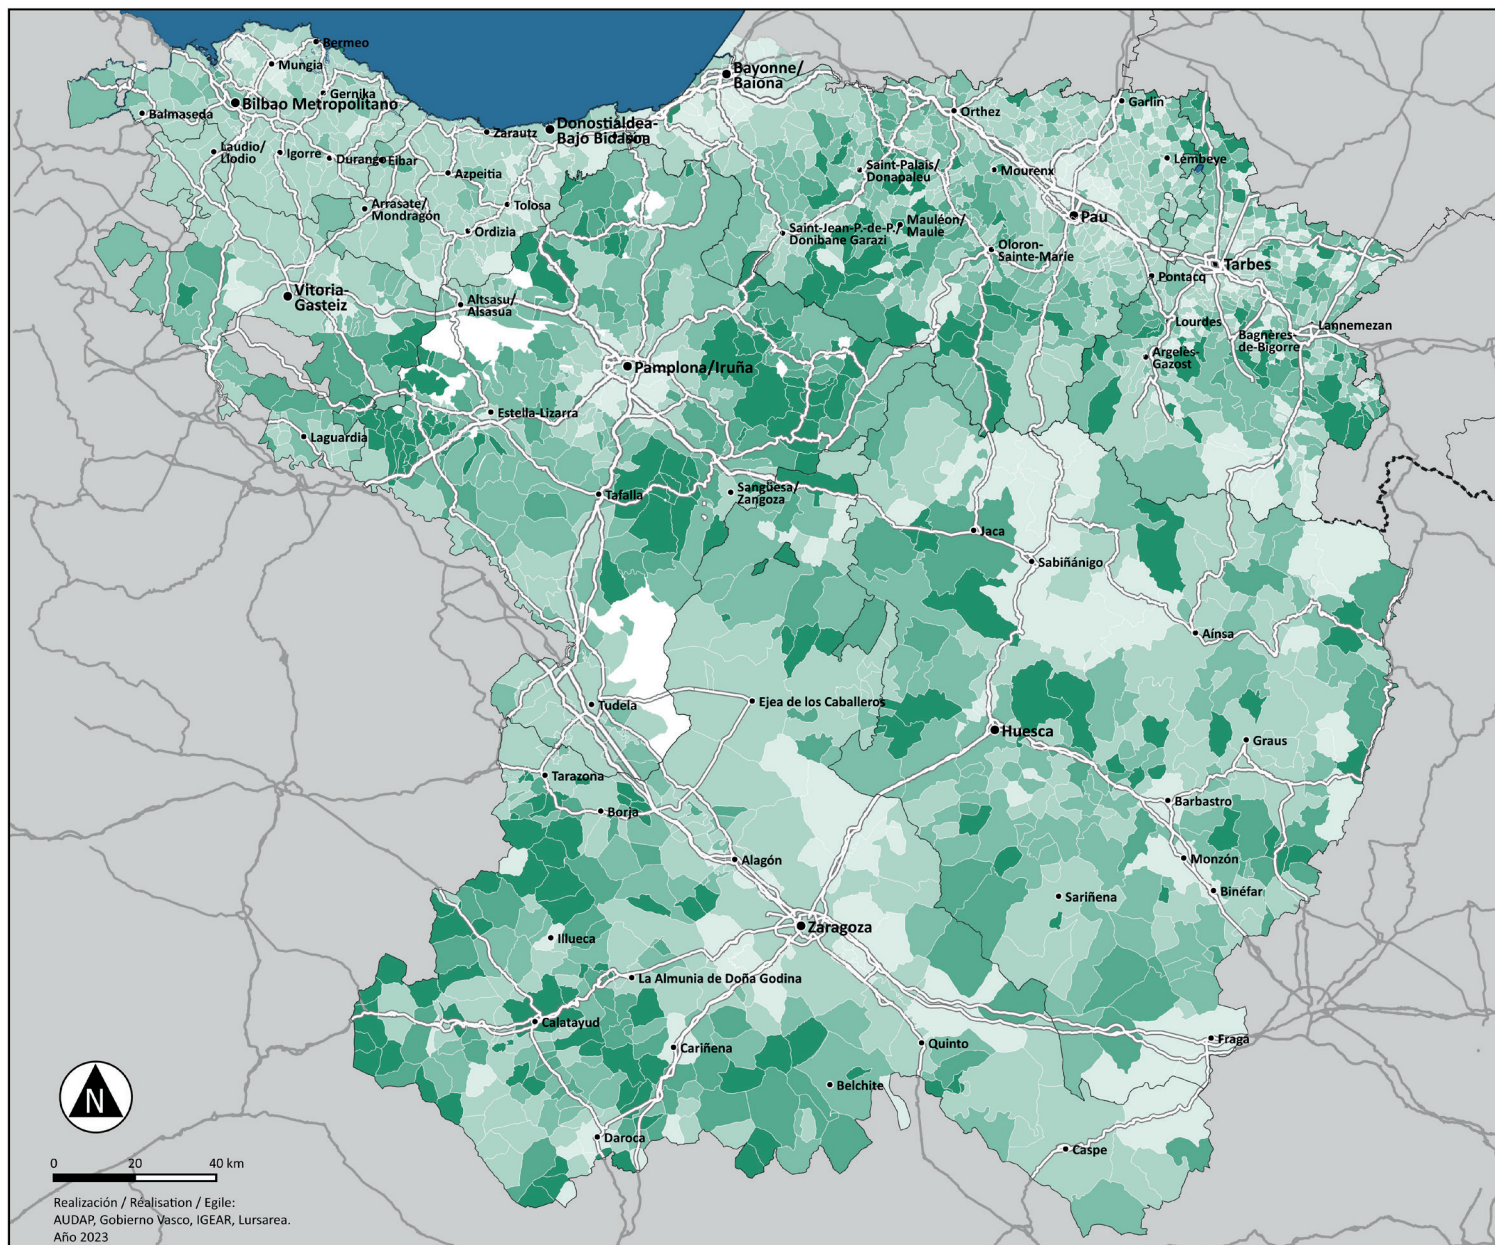 Bermeo
Mungia
Bilbao Metropolitano
Gernika
Balmaseda
Laudio/
Llodio
Igorre
Durango
Eibar
Zarautz
Donostialdea-
Bajo Bidasoa
Bayonne/
Baiona
Azpeitia
Arrasate/
Mondragón
Tolosa
Ordizia
Orthez
Garlin
Saint-Palais/
Donapaleu
Mourenx
Lembeye
Saint-Jean-P.-de-P./
Donibane Garazi
Mauléon/
Maule
Pau
Oloron-
Sainte-Marie
Pontacq
Tarbes
Vitoria-
Gasteiz
Altsasu/
Alsasua
Lourdes
Bagnères-
de-Bigorre
Lannemezan
Argeles-
Gazost
Pamplona/Iruña
Estella-Lizarra
Laguardia
Tafalla
Sangüesa/
Zangoza
Jaca
Sabiñánigo
Aínsa
Tudela
Ejea de los Caballeros
Huesca
Graus
Tarazona
Borja
Barbastro
Alagón
Monzón
Binéfar
Sariñena
Zaragoza
Illueca
La Almunia de Doña Godina
Calatayud
Cariñena
Quinto
Fraga
Belchite
Daroca
Caspe
N
0 20 40 km
Realización / Réalisation / Egile:
AUDAP, Gobierno Vasco, IGEAR, Lursarea.
Año 2023